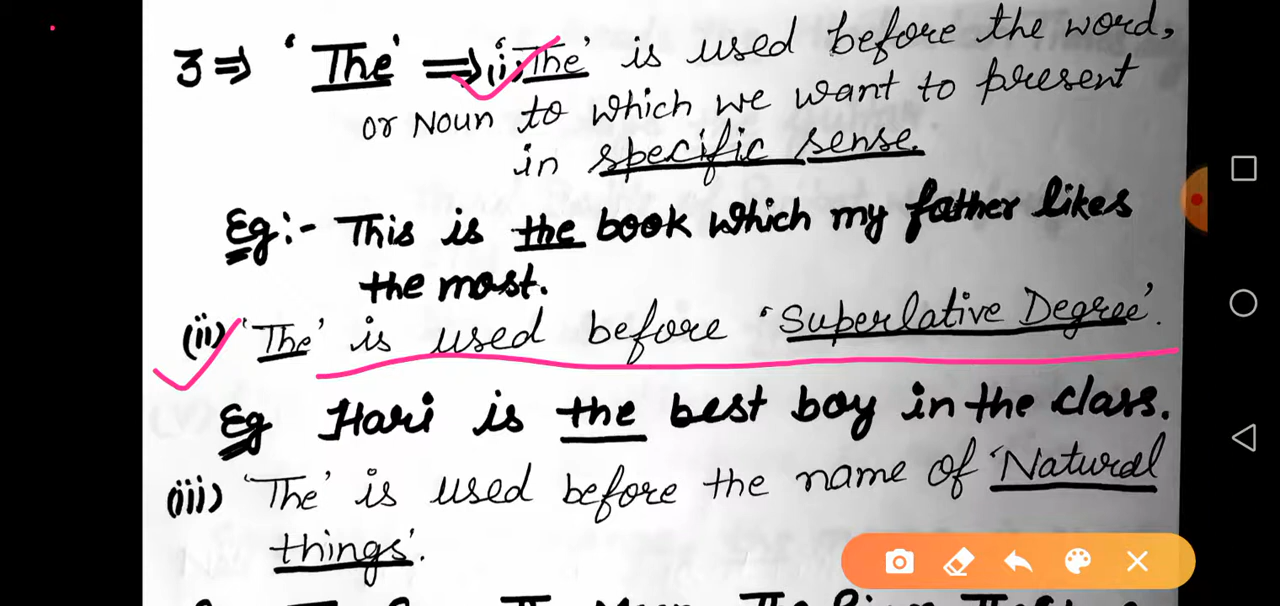 3⇒ 'The' ⇒(i) 'The' is used before the word,
or Noun to which we want to present
in specific sense.
Eg:- This is the book which my father likes
the most.
(ii) 'The' is used before 'Superlative Degree'.
Eg Hari is the best boy in the class.
(iii) 'The' is used before the name of 'Natural
things'.